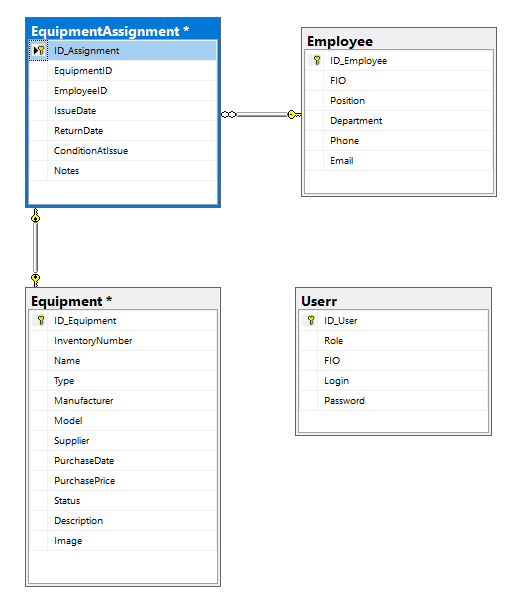 EquipmentAssignment *
ID_Assignment
EquipmentID
EmployeeID
IssueDate
ReturnDate
ConditionAtIssue
Notes
Employee
ID_Employee
FIO
Position
Department
Phone
Email
Equipment *
ID_Equipment
InventoryNumber
Name
Type
Manufacturer
Model
Supplier
PurchaseDate
PurchasePrice
Status
Description
Image
Userr
ID_User
Role
FIO
Login
Password